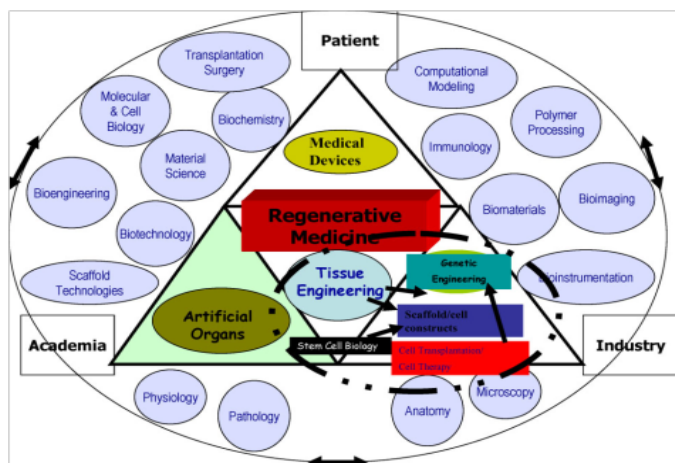 Patient
Transplantation
Surgery
Computational
Modeling
Molecular
& Cell
Biology
Biochemistry
Polymer
Processing
Medical
Devices
Immunology
Material
Science
Bioengineering
Biomaterials
Bioimaging
Regenerative
Medicine
Biotechnology
Tissue
Engineering
Genetic
Engineering
Scaffold
Technologies
Bioinstrumentation
Artificial
Organs
Scaffold/cell
constructs
Academia
Stem Cell Biology
Industry
Cell Transplantation/
Cell Therapy
Physiology
Pathology
Anatomy
Microscopy